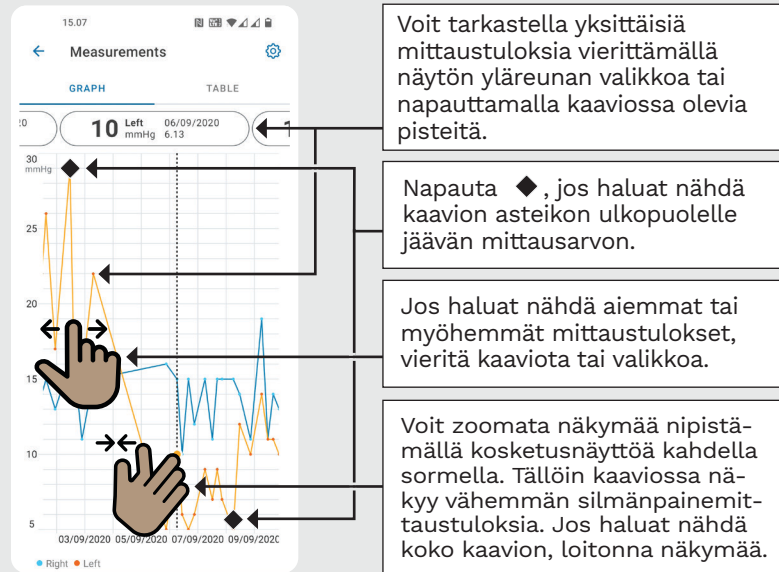 15.07
Measurements
GRAPH TABLE
10 Left 06/09/2020
mmHg 6.13
30
mmHg
25
20
15
10
5
03/09/2020 05/09/2020 07/09/2020 09/09/202
Right Left
Voit tarkastella yksittäisiä
mittaustuloksia vierittämällä
näytön yläreunan valikkoa tai
napauttamalla kaaviossa olevia
pisteitä.
Napauta ◆, jos haluat nähdä
kaavion asteikon ulkopuolelle
jäävän mittausarvon.
Jos haluat nähdä aiemmat tai
myöhemmät mittaustulokset,
vieritä kaaviota tai valikkoa.
Voit zoomata näkymää nipistä-
mällä kosketusnäyttöä kahdella
sormella. Tällöin kaaviossa nä-
kyy vähemmän silmänpainemit-
taustuloksia. Jos haluat nähdä
koko kaavion, loitonna näkymää.